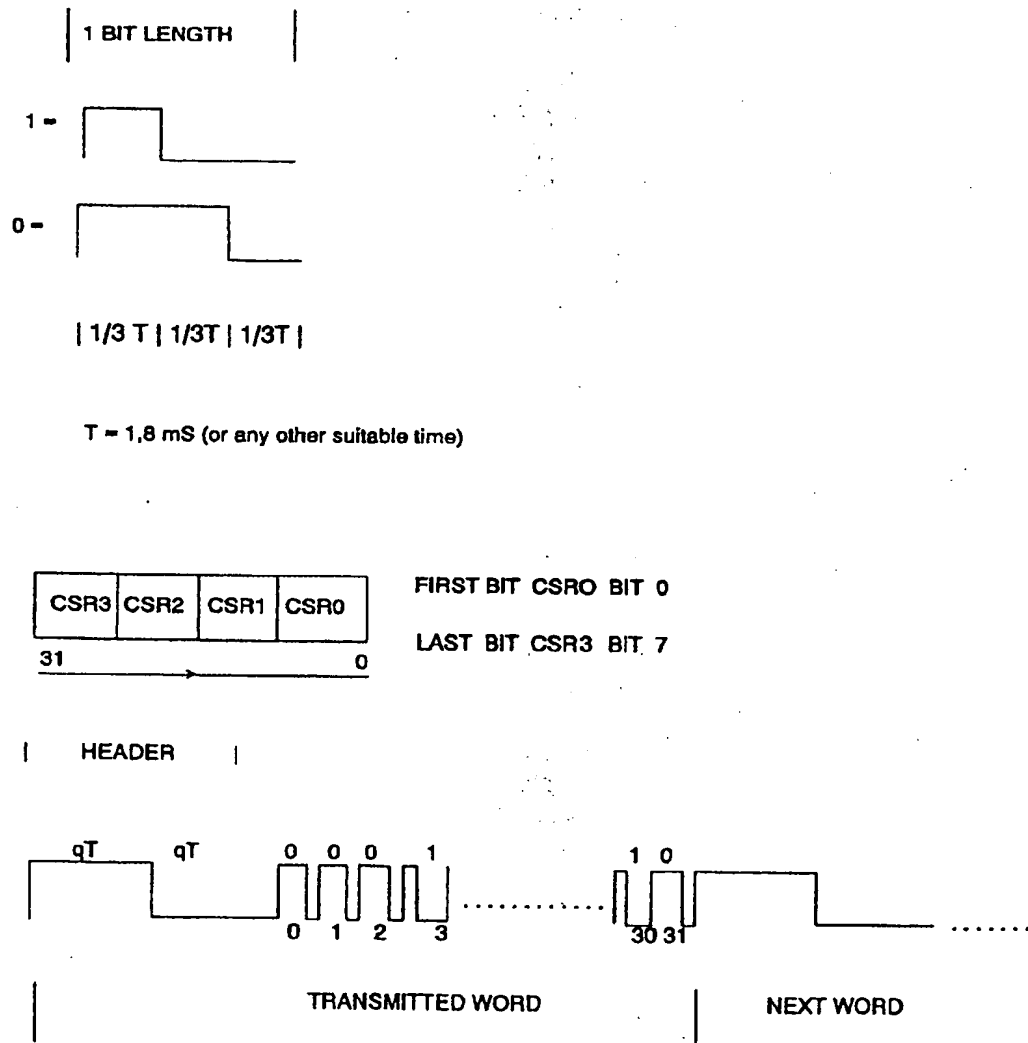 1 BIT LENGTH
1 =
0 =
| 1/3 T | 1/3T | 1/3T |
T = 1,8 mS (or any other suitable time)
CSR3 CSR2 CSR1 CSR0
31 0
FIRST BIT CSRO BIT 0
LAST BIT CSR3 BIT 7
HEADER
qT qT 0 0 0 1 1 0
0 1 2 3 30 31
TRANSMITTED WORD NEXT WORD